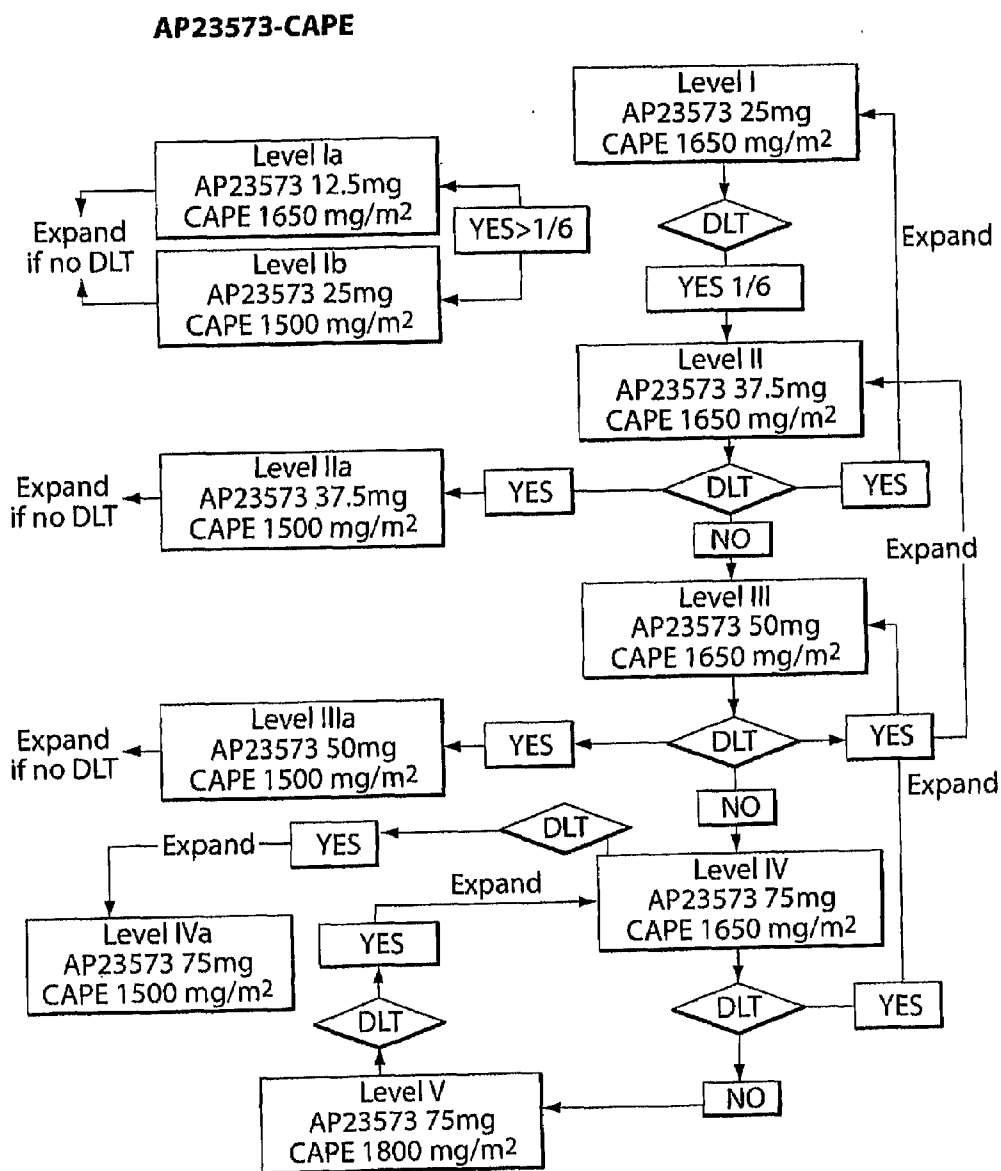 AP23573-CAPE
Level I
AP23573 25mg
CAPE 1650 mg/m²
Level Ia
AP23573 12.5mg
CAPE 1650 mg/m²
YES>1/6
Expand
if no DLT
Level Ib
AP23573 25mg
CAPE 1500 mg/m²
DLT
YES 1/6
Expand
Level II
AP23573 37.5mg
CAPE 1650 mg/m²
Level IIa
AP23573 37.5mg
CAPE 1500 mg/m²
Expand
if no DLT
YES
DLT
YES
NO
Expand
Level III
AP23573 50mg
CAPE 1650 mg/m²
Level IIIa
AP23573 50mg
CAPE 1500 mg/m²
Expand
if no DLT
YES
DLT
YES
NO
Expand
DLT
YES
Expand
Level IV
AP23573 75mg
CAPE 1650 mg/m²
Expand
YES
Level IVa
AP23573 75mg
CAPE 1500 mg/m²
DLT
DLT
YES
NO
Level V
AP23573 75mg
CAPE 1800 mg/m²